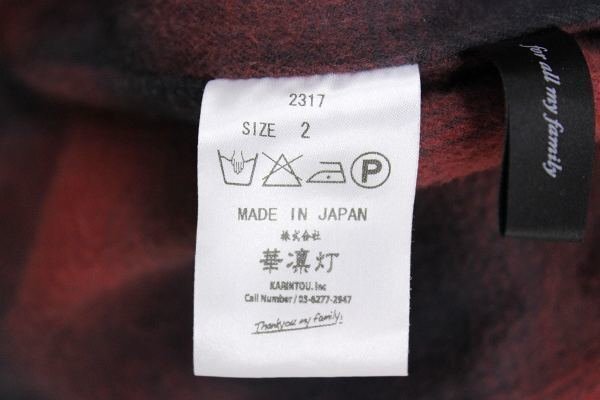 2317
SIZE 2
P
MADE IN JAPAN
株式会社
華凛灯
KARINTOU. Inc
Call Number / 03-6277-2947
Thank you my family.
for all my family